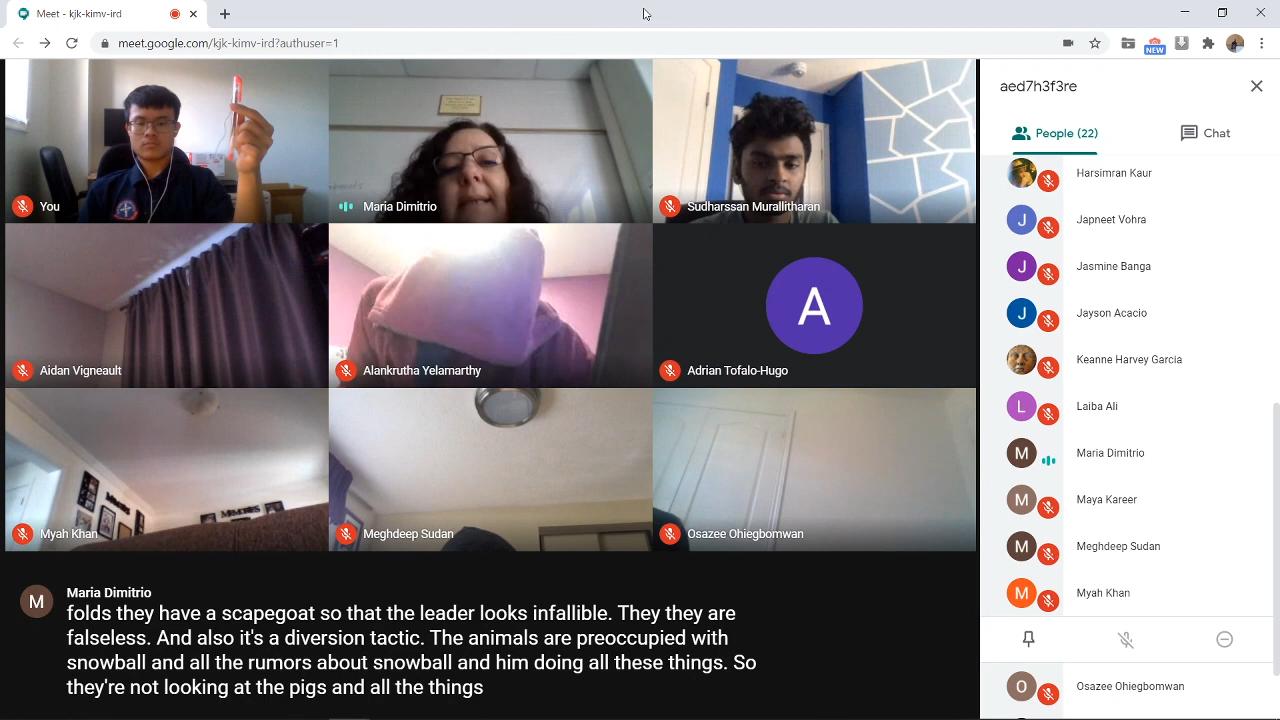 Meet - kjk-kimv-ird
meet.google.com/kjk-kimv-ird?authuser=1
NEW
You
Maria Dimitrio
Sudharssan Murallitharan
Aidan Vigneault
Alankrutha Yelamarthy
A
Adrian Tofalo-Hugo
Myah Khan
Meghdeep Sudan
Osazee Ohiegbomwan
M
Maria Dimitrio
folds they have a scapegoat so that the leader looks infallible. They they are
falseless. And also it's a diversion tactic. The animals are preoccupied with
snowball and all the rumors about snowball and him doing all these things. So
they're not looking at the pigs and all the things
aed7h3f3re
People (22)
Chat
Harsimran Kaur
J
Japneet Vohra
J
Jasmine Banga
J
Jayson Acacio
Keanne Harvey Garcia
L
Laiba Ali
M
Maria Dimitrio
M
Maya Kareer
M
Meghdeep Sudan
M
Myah Khan
O
Osazee Ohiegbomwan